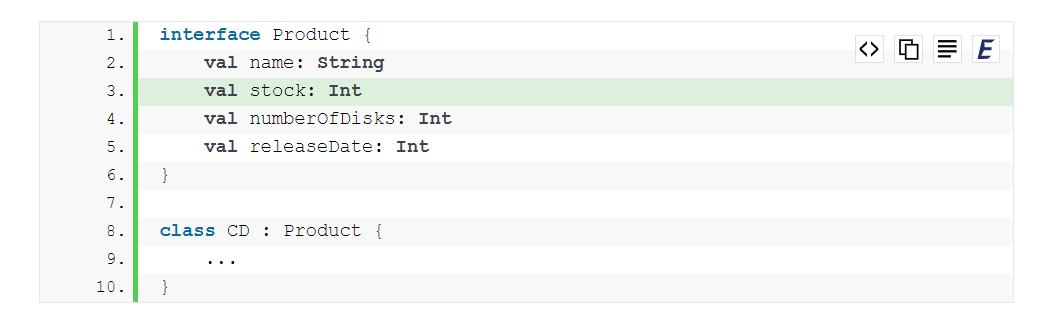 1. interface Product {
2.     val name: String
3.     val stock: Int
4.     val numberOfDisks: Int
5.     val releaseDate: Int
6. }
7.
8. class CD : Product {
9.     ...
10. }
<> E